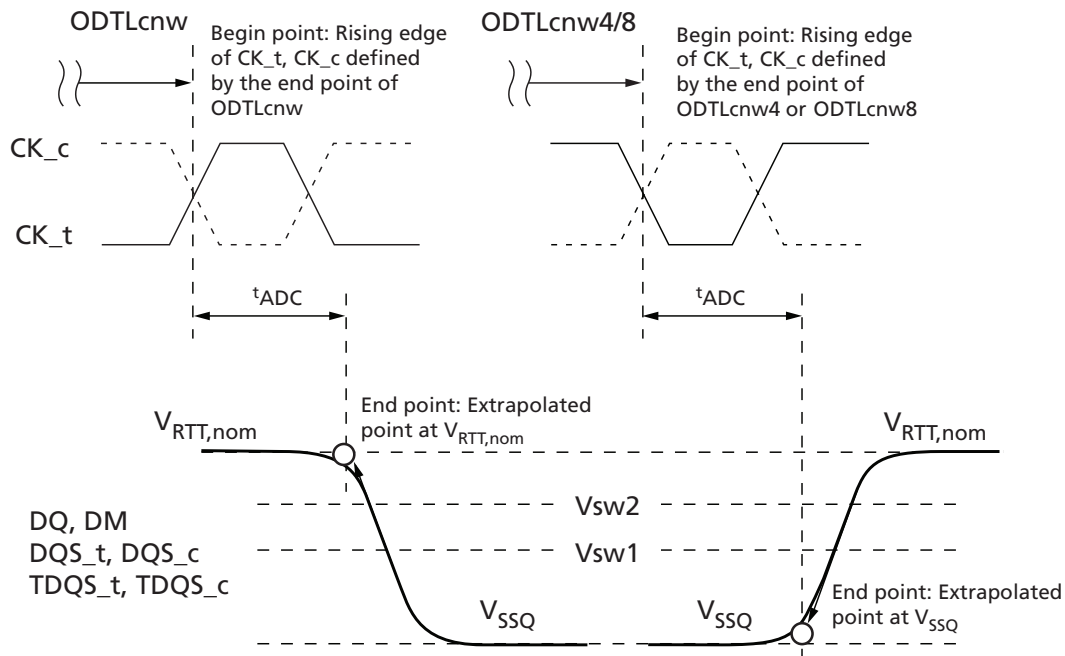 ODTLcnw
Begin point: Rising edge
of CK_t, CK_c defined
by the end point of
ODTLcnw
ODTLcnw4/8
Begin point: Rising edge
of CK_t, CK_c defined
by the end point of
ODTLcnw4 or ODTLcnw8
CK_c
CK_t
tADC
tADC
VRTT,nom
End point: Extrapolated
point at VRTT,nom
VRTT,nom
Vsw2
Vsw1
DQ, DM
DQS_t, DQS_c
TDQS_t, TDQS_c
VSSQ
VSSQ
End point: Extrapolated
point at VSSQ